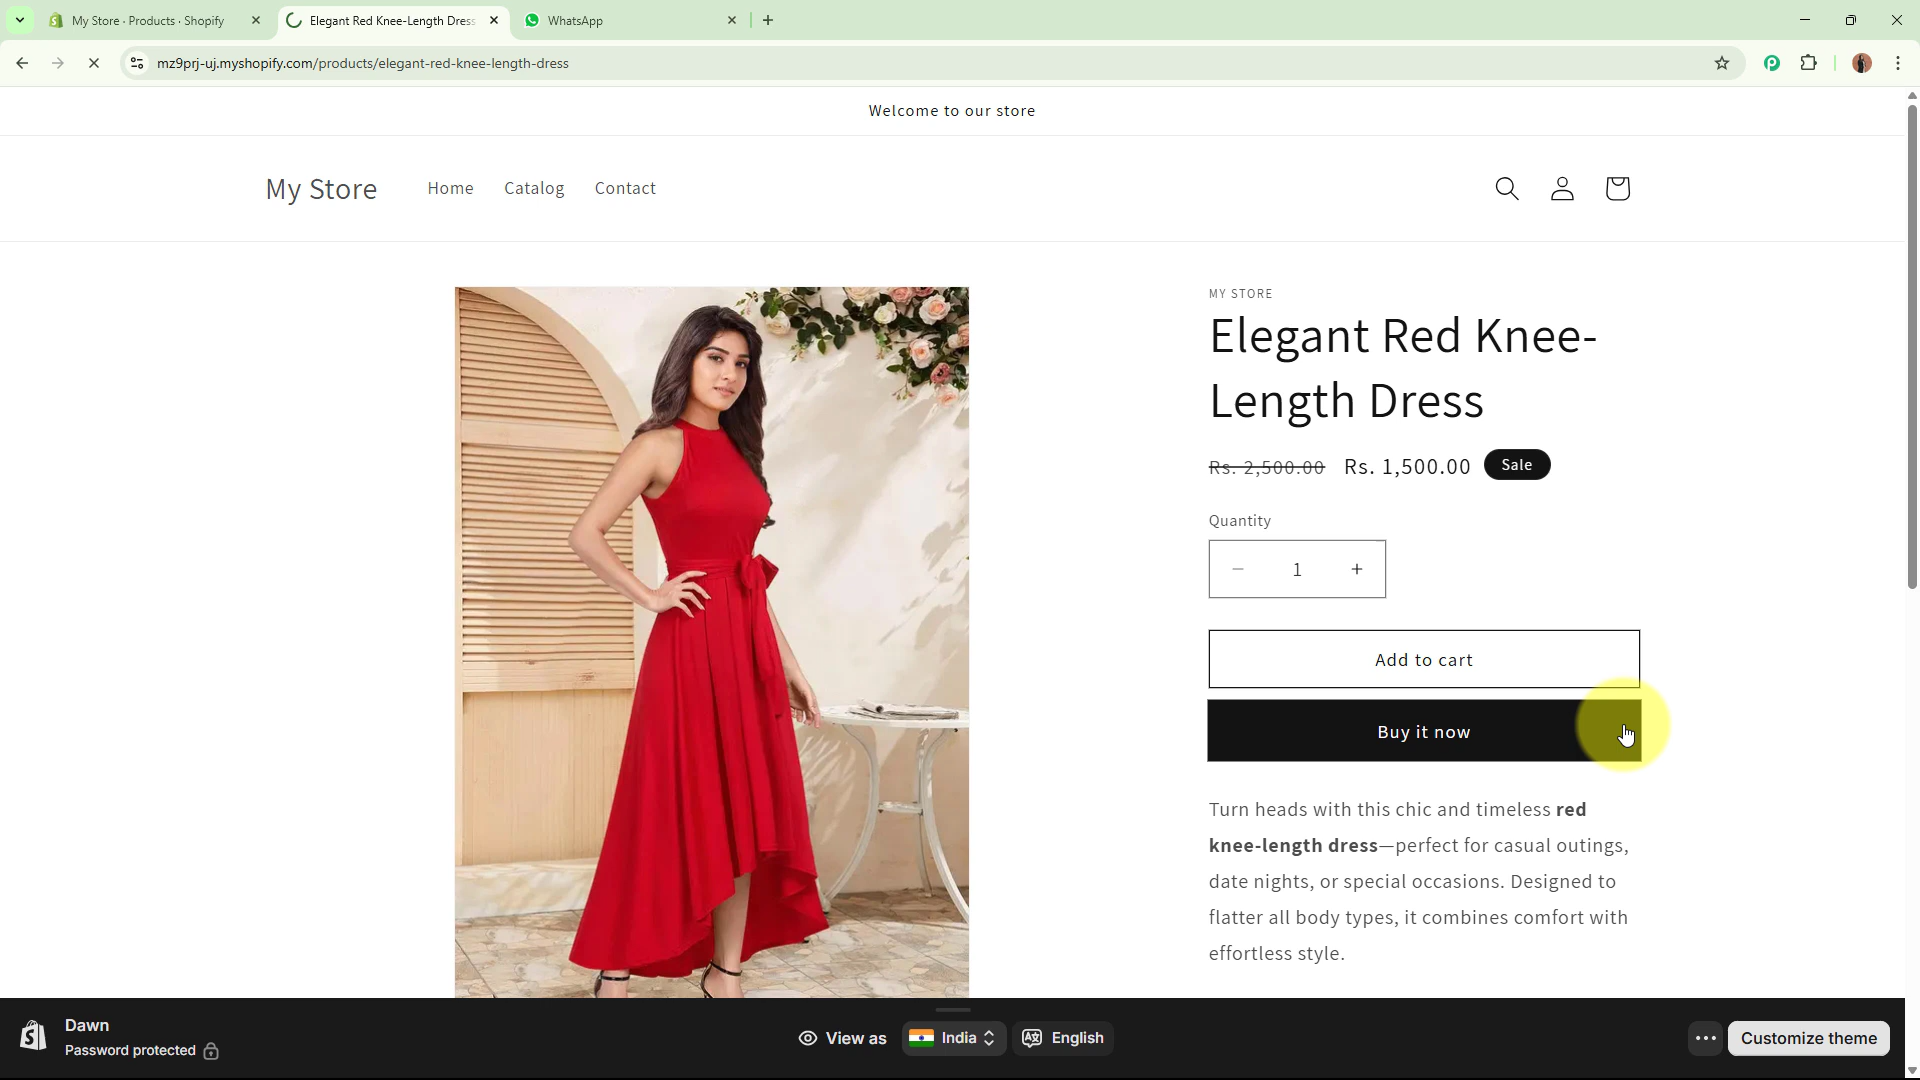 My Store · Products · Shopify
Elegant Red Knee-Length Dress
WhatsApp
mz9prj-uj.myshopify.com/products/elegant-red-knee-length-dress
Welcome to our store
My Store
Home
Catalog
Contact
MY STORE
Elegant Red Knee-
Length Dress
Rs. 2,500.00 Rs. 1,500.00 Sale
Quantity
− 1 +
Add to cart
Buy it now
Turn heads with this chic and timeless red
knee-length dress—perfect for casual outings,
date nights, or special occasions. Designed to
flatter all body types, it combines comfort with
effortless style.
Dawn
Password protected
View as
India
English
Customize theme